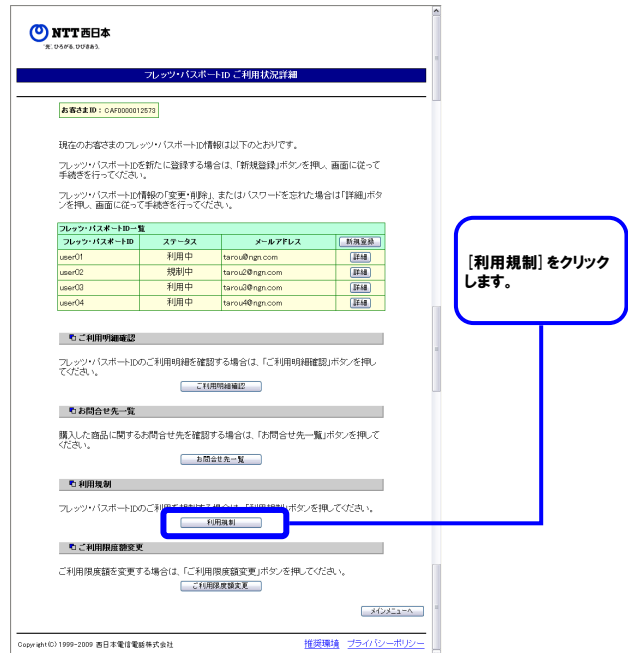 NTT西日本
光、ひろがる。ひびきあう。
フレッツ・パスポートID ご利用状況詳細
お客さまID：CAF0000012573
現在のお客さまのフレッツ・パスポートID情報は以下のとおりです。
フレッツ・パスポートIDを新たに登録する場合は、「新規登録」ボタンを押し、画面に従って
手続きを行ってください。
フレッツ・パスポートID情報の「変更・削除」、またはパスワードを忘れた場合は「詳細」ボタ
ンを押し、画面に従って手続きを行ってください。
フレッツ・パスポートID一覧
フレッツ・パスポートID ステータス メールアドレス 新規登録
user01 利用中 tarou@ngn.com 詳細
user02 規制中 tarou2@ngn.com 詳細
user03 利用中 tarou3@ngn.com 詳細
user04 利用中 tarou4@ngn.com 詳細
ご利用明細確認
フレッツ・パスポートIDのご利用明細を確認する場合は、「ご利用明細確認」ボタンを押し
てください。
ご利用明細確認
お問合せ先一覧
購入した商品に関するお問合せ先を確認する場合は、「お問合せ先一覧」ボタンを押して
ください。
お問合せ先一覧
利用規制
フレッツ・パスポートIDのご利用を規制する場合は、「利用規制」ボタンを押してください。
利用規制
ご利用限度額変更
ご利用限度額を変更する場合は、「ご利用限度額変更」ボタンを押してください。
ご利用限度額変更
メインメニューへ
Copyright(C) 1999-2009 西日本電信電話株式会社
推奨環境 プライバシーポリシー
[利用規制]をクリック
します。